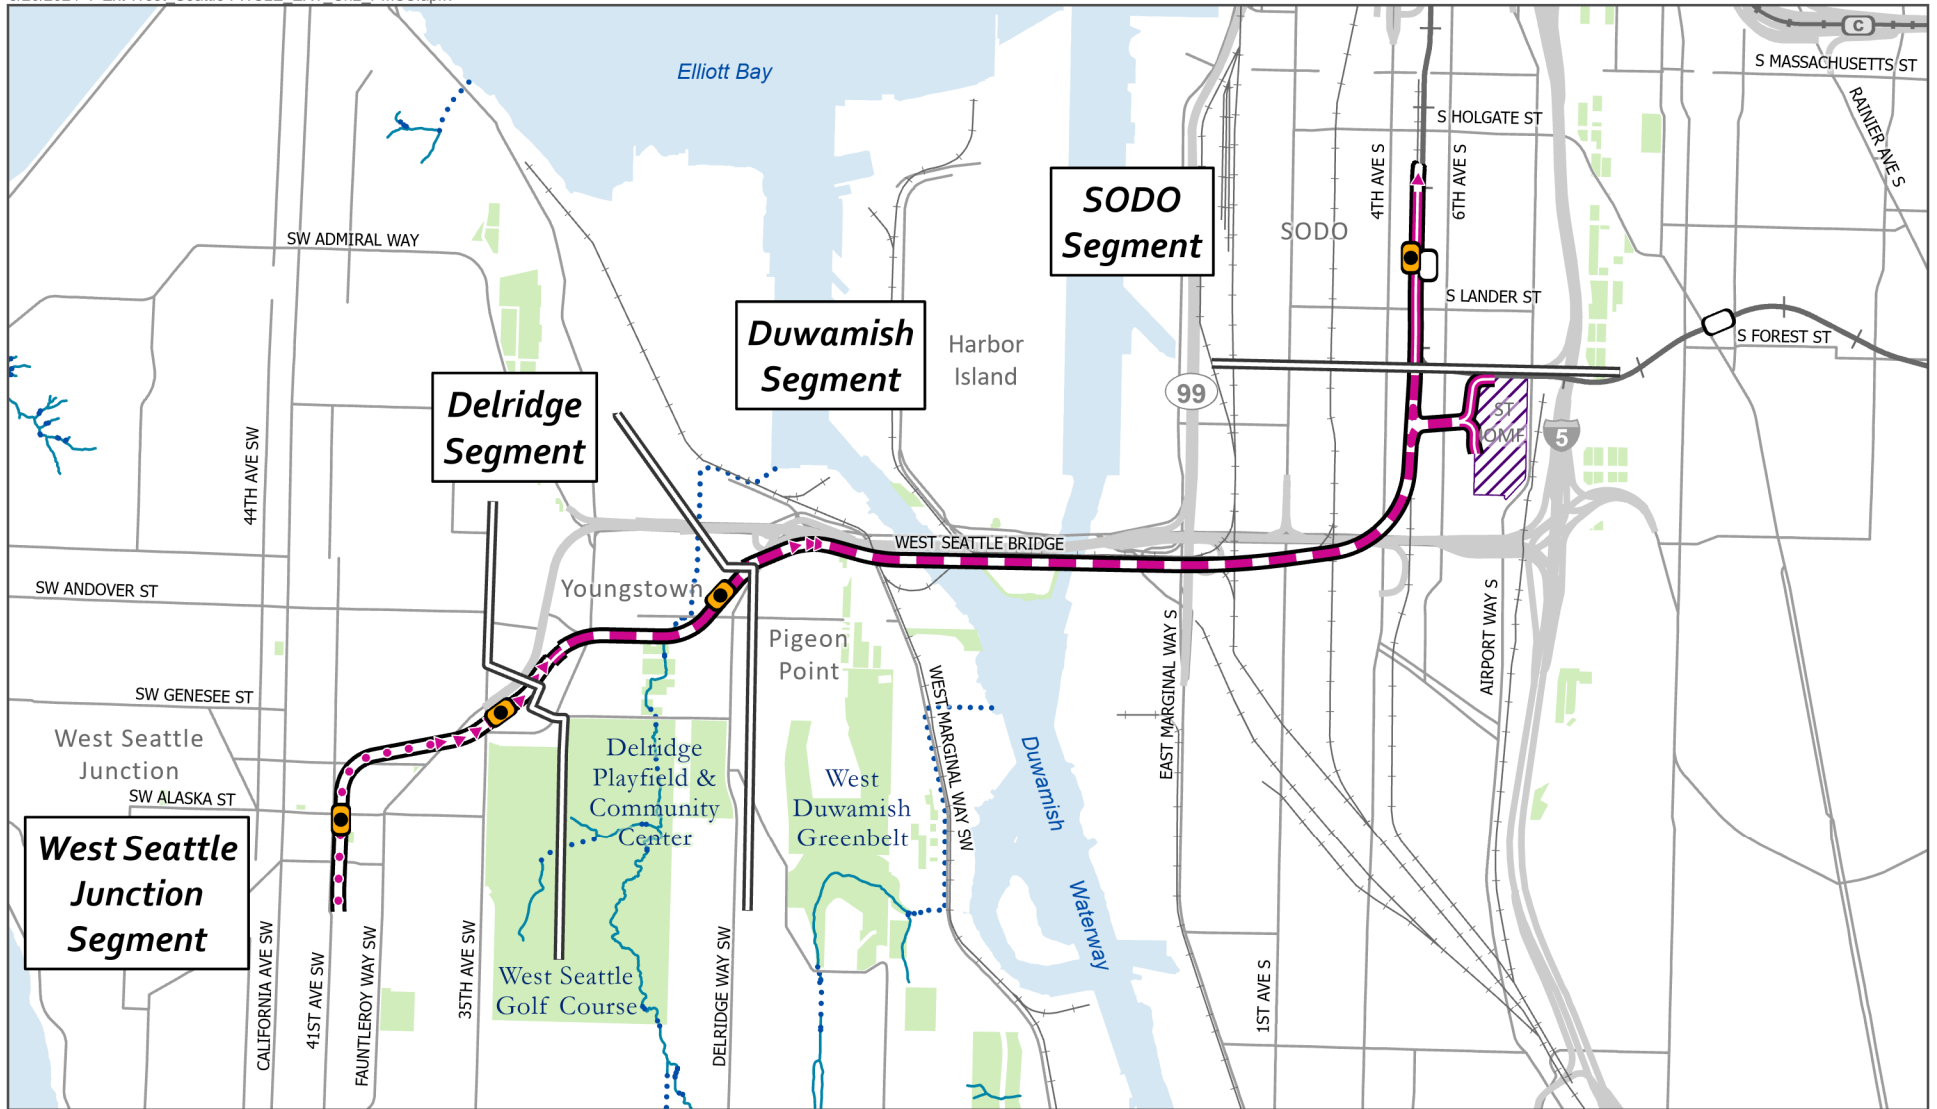 Elliott Bay
C
S MASSACHUSETTS ST
RAINIER AVE S
S HOLGATE ST
4TH AVE S
6TH AVE S
SODO
Segment
SODO
SW ADMIRAL WAY
S LANDER ST
S FOREST ST
Duwamish
Segment
Harbor
Island
99
Delridge
Segment
ST
OMF
5
44TH AVE SW
WEST SEATTLE BRIDGE
SW ANDOVER ST
Youngstown
Pigeon
Point
AIRPORT WAY S
EAST MARGINAL WAY S
WEST MARGINAL WAY SW
SW GENESEE ST
West Seattle
Junction
SW ALASKA ST
Delridge
Playfield &
Community
Center
West
Duwamish
Greenbelt
Duwamish
Waterway
West Seattle
Junction
Segment
CALIFORNIA AVE SW
41ST AVE SW
FAUNTLEROY WAY SW
35TH AVE SW
West Seattle
Golf Course
DELRIDGE WAY SW
1ST AVE S